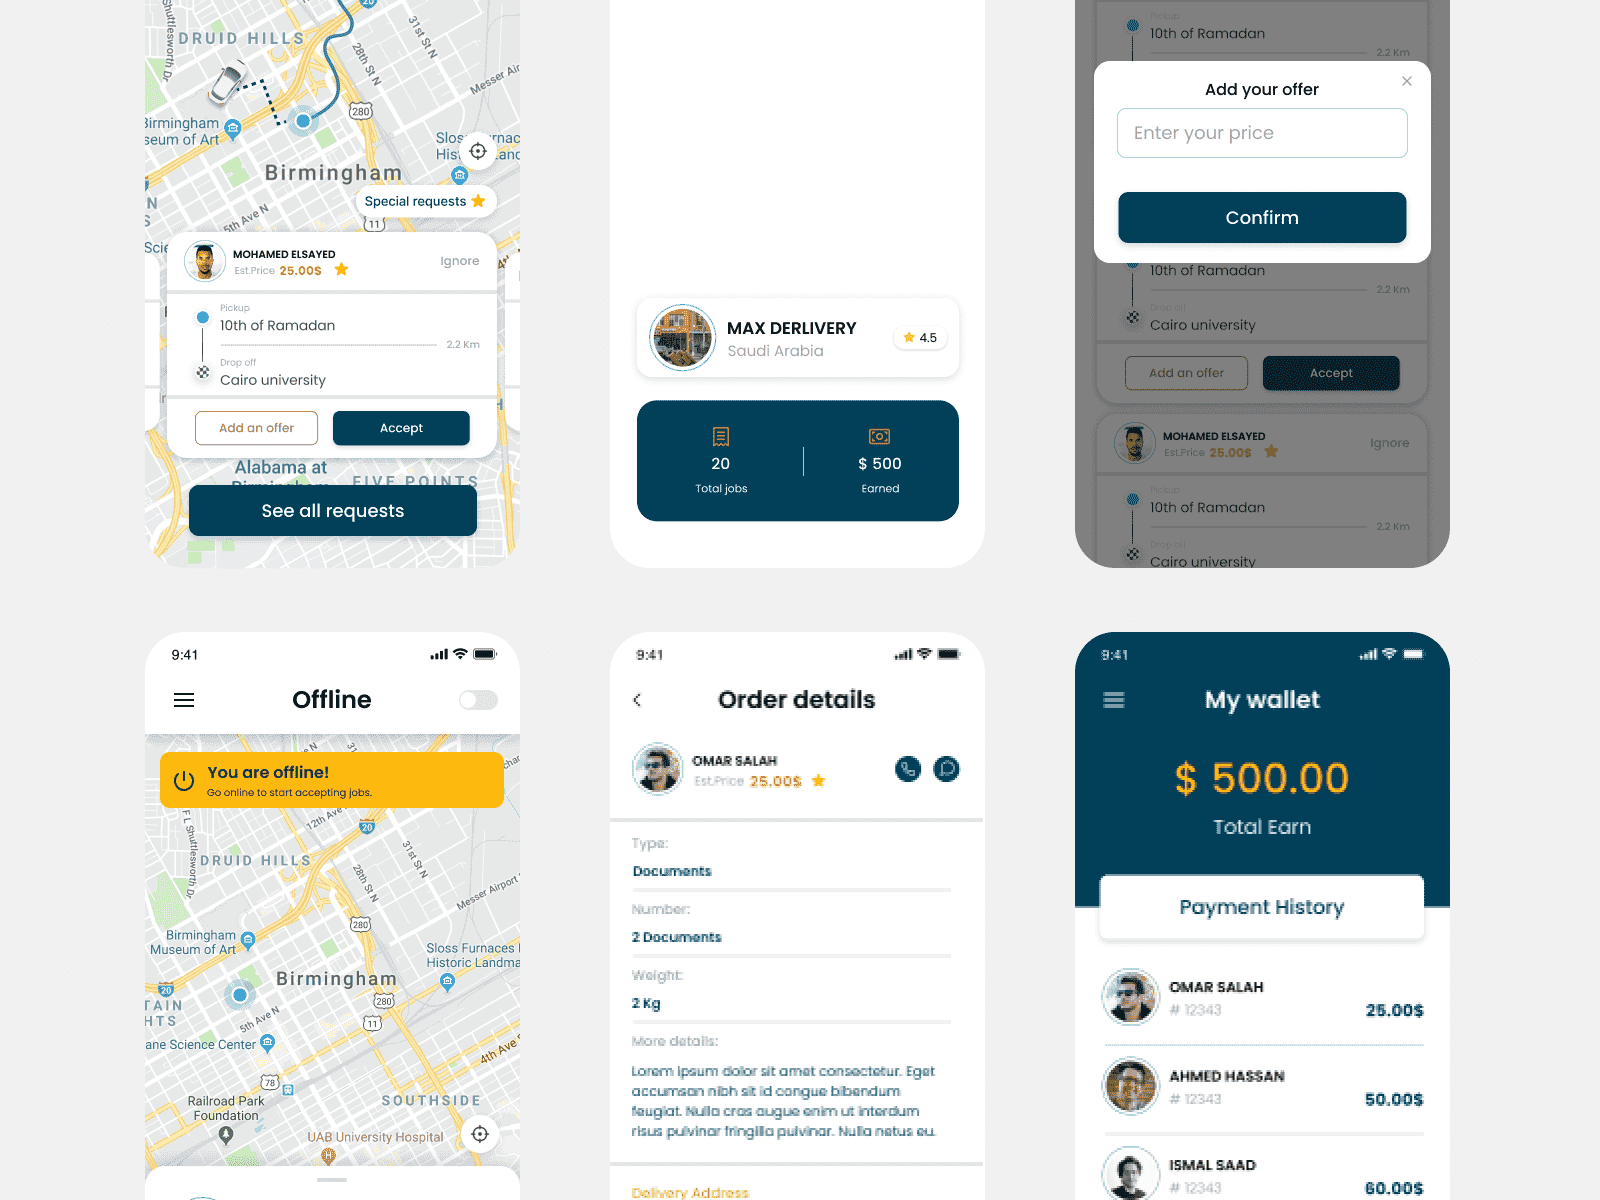 DRUID HILLS
Shuttlesworth Dr
31st St N
28th St N
Messer Air
20
280
Birmingham
seum of Art
Birmingham
Special requests
11
5th Ave N
MOHAMED ELSAYED
Est.Price 25.00$
Ignore
Pickup
10th of Ramadan
2.2 Km
Drop off
Cairo university
Add an offer
Accept
Alabama at
FIVE POINTS
See all requests
MAX DERLIVERY
Saudi Arabia
4.5
20
Total jobs
$ 500
Earned
Pickup
10th of Ramadan
2.2 Km
Add your offer
Enter your price
Confirm
10th of Ramadan
2.2 Km
Drop off
Cairo university
Add an offer
Accept
MOHAMED ELSAYED
Est.Price 25.00$
Ignore
Pickup
10th of Ramadan
2.2 Km
Drop off
Cairo university
9:41
Offline
You are offline!
Go online to start accepting jobs.
12th Ave N
20
F L Shuttlesworth Dr
DRUID HILLS
31st St N
28th St N
Messer Airport
280
Birmingham
Museum of Art
Sloss Furnaces
Historic Landma
Birmingham
20
TAIN
HTS
280
5th Ave N
11
ane Science Center
4th Ave
78
Railroad Park
Foundation
SOUTHSIDE
UAB University Hospital
9:41
Order details
OMAR SALAH
Est.Price 25.00$
Type:
Documents
Number:
2 Documents
Weight:
2 Kg
More details:
Lorem ipsum dolor sit amet consectetur. Eget
accumsan nibh sit id congue bibendum
feugiat. Nulla cras augue enim ut interdum
risus pulvinar fringilla pulvinar. Nulla netus eu.
Delivery Address
9:41
My wallet
$ 500.00
Total Earn
Payment History
OMAR SALAH
# 12343
25.00$
AHMED HASSAN
# 12343
50.00$
ISMAL SAAD
# 12343
60.00$